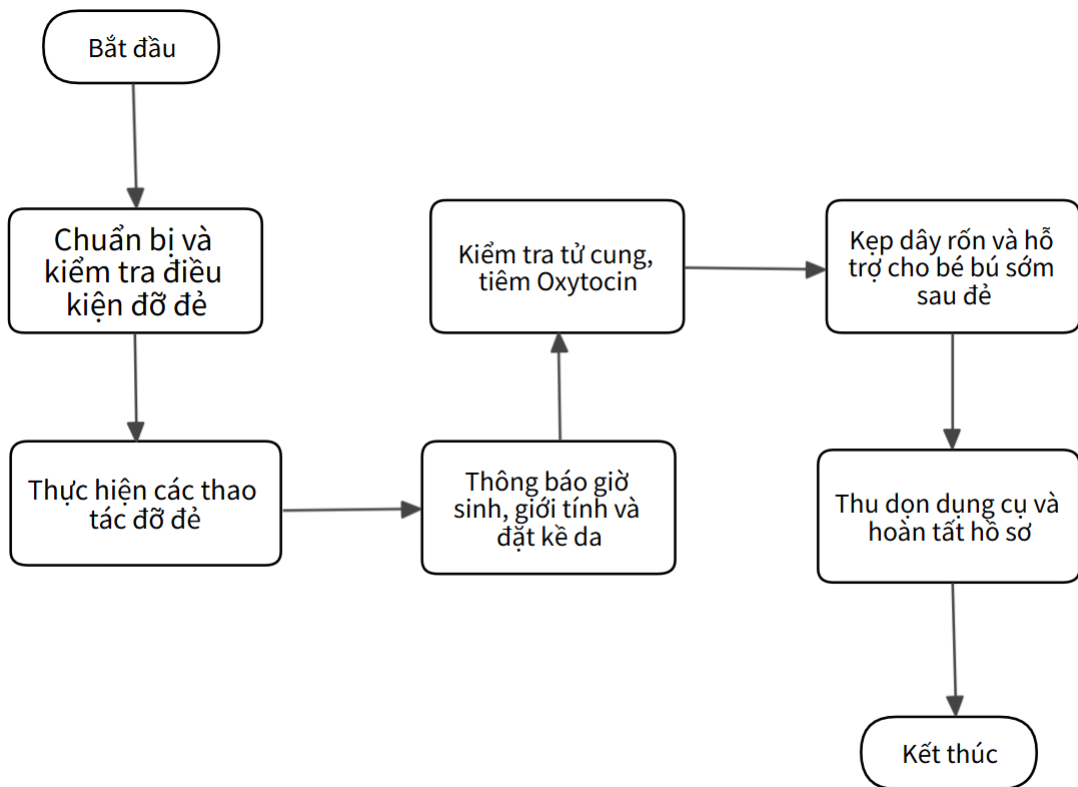 Bắt đầu
Chuẩn bị và
kiểm tra điều
kiện đỡ đẻ
Thực hiện các thao
tác đỡ đẻ
Thông báo giờ
sinh, giới tính và
đặt kề da
Kiểm tra tử cung,
tiêm Oxytocin
Kẹp dây rốn và hỗ
trợ cho bé bú sớm
sau đẻ
Thu dọn dụng cụ và
hoàn tất hồ sơ
Kết thúc